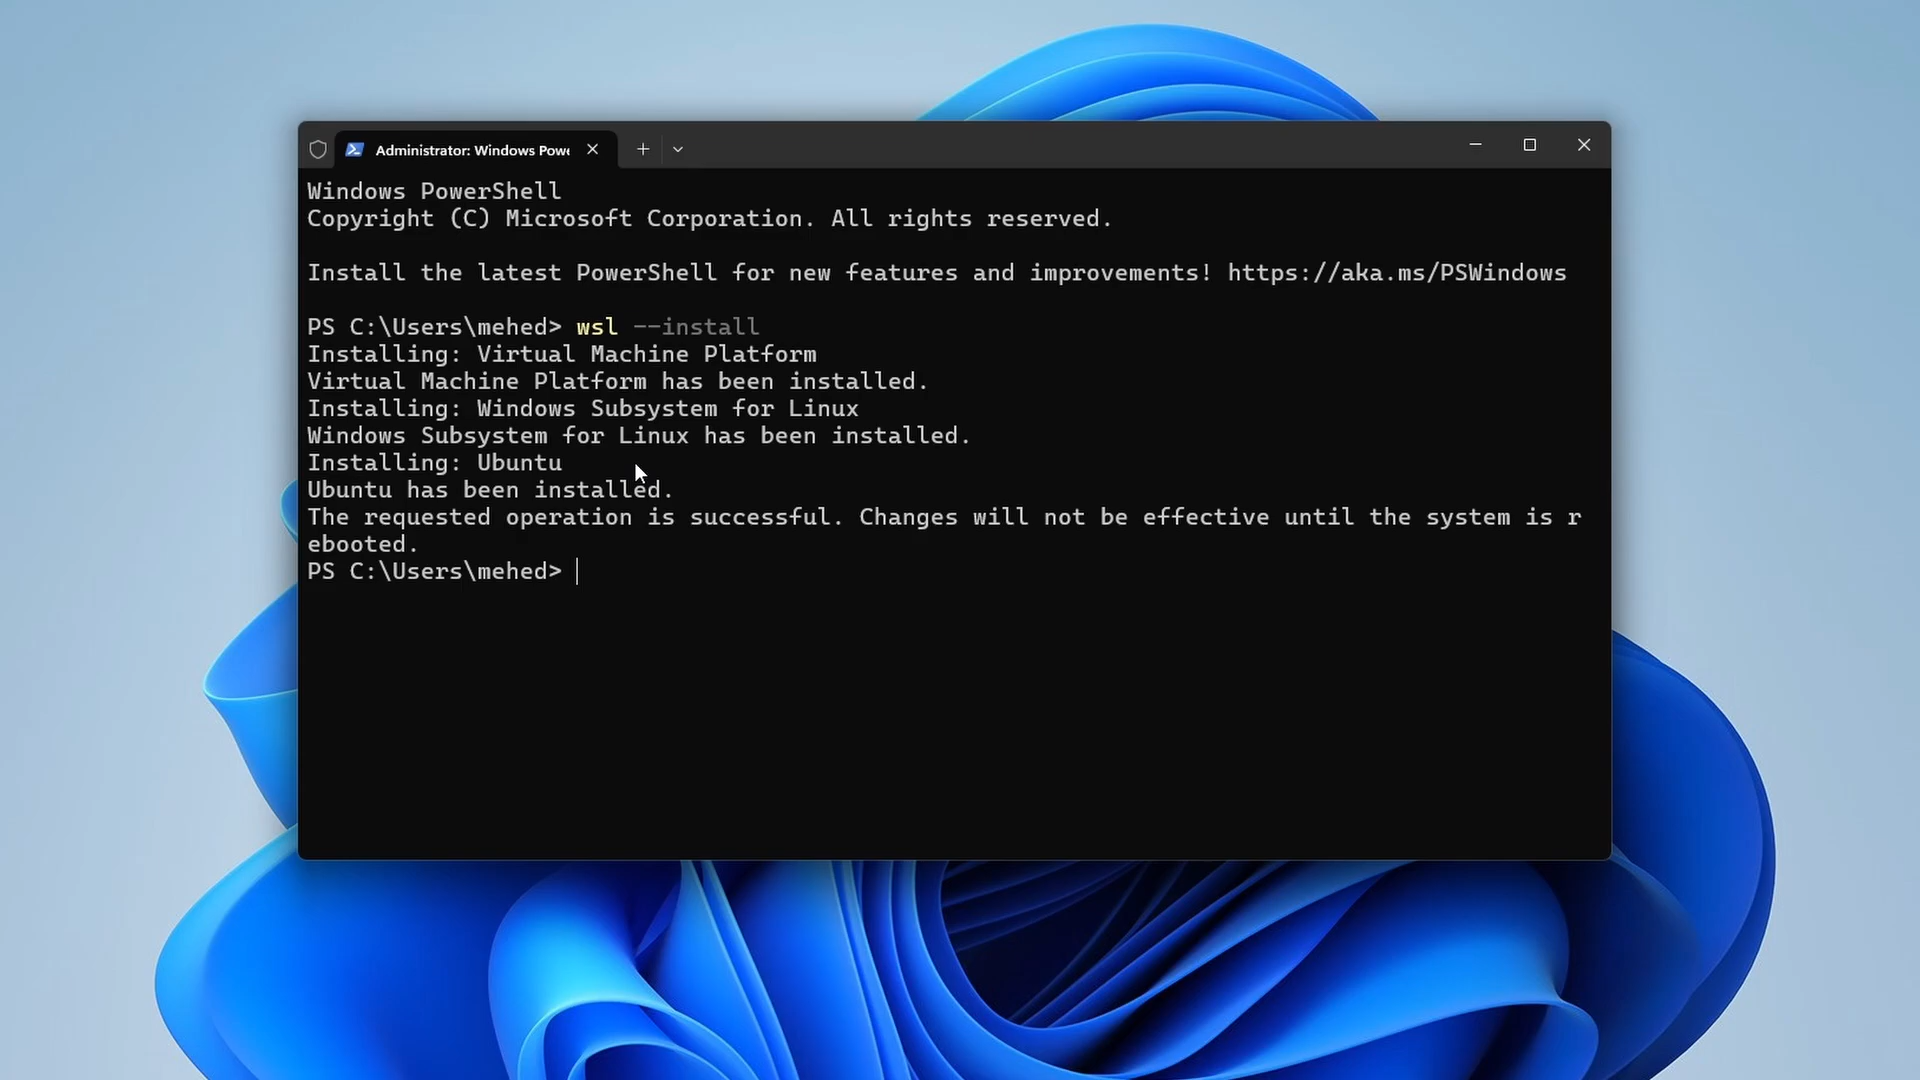 Administrator: Windows Powe
Windows PowerShell
Copyright (C) Microsoft Corporation. All rights reserved.
Install the latest PowerShell for new features and improvements! https://aka.ms/PSWindows
PS C:\Users\mehed> wsl --install
Installing: Virtual Machine Platform
Virtual Machine Platform has been installed.
Installing: Windows Subsystem for Linux
Windows Subsystem for Linux has been installed.
Installing: Ubuntu
Ubuntu has been installed.
The requested operation is successful. Changes will not be effective until the system is r
ebooted.
PS C:\Users\mehed>